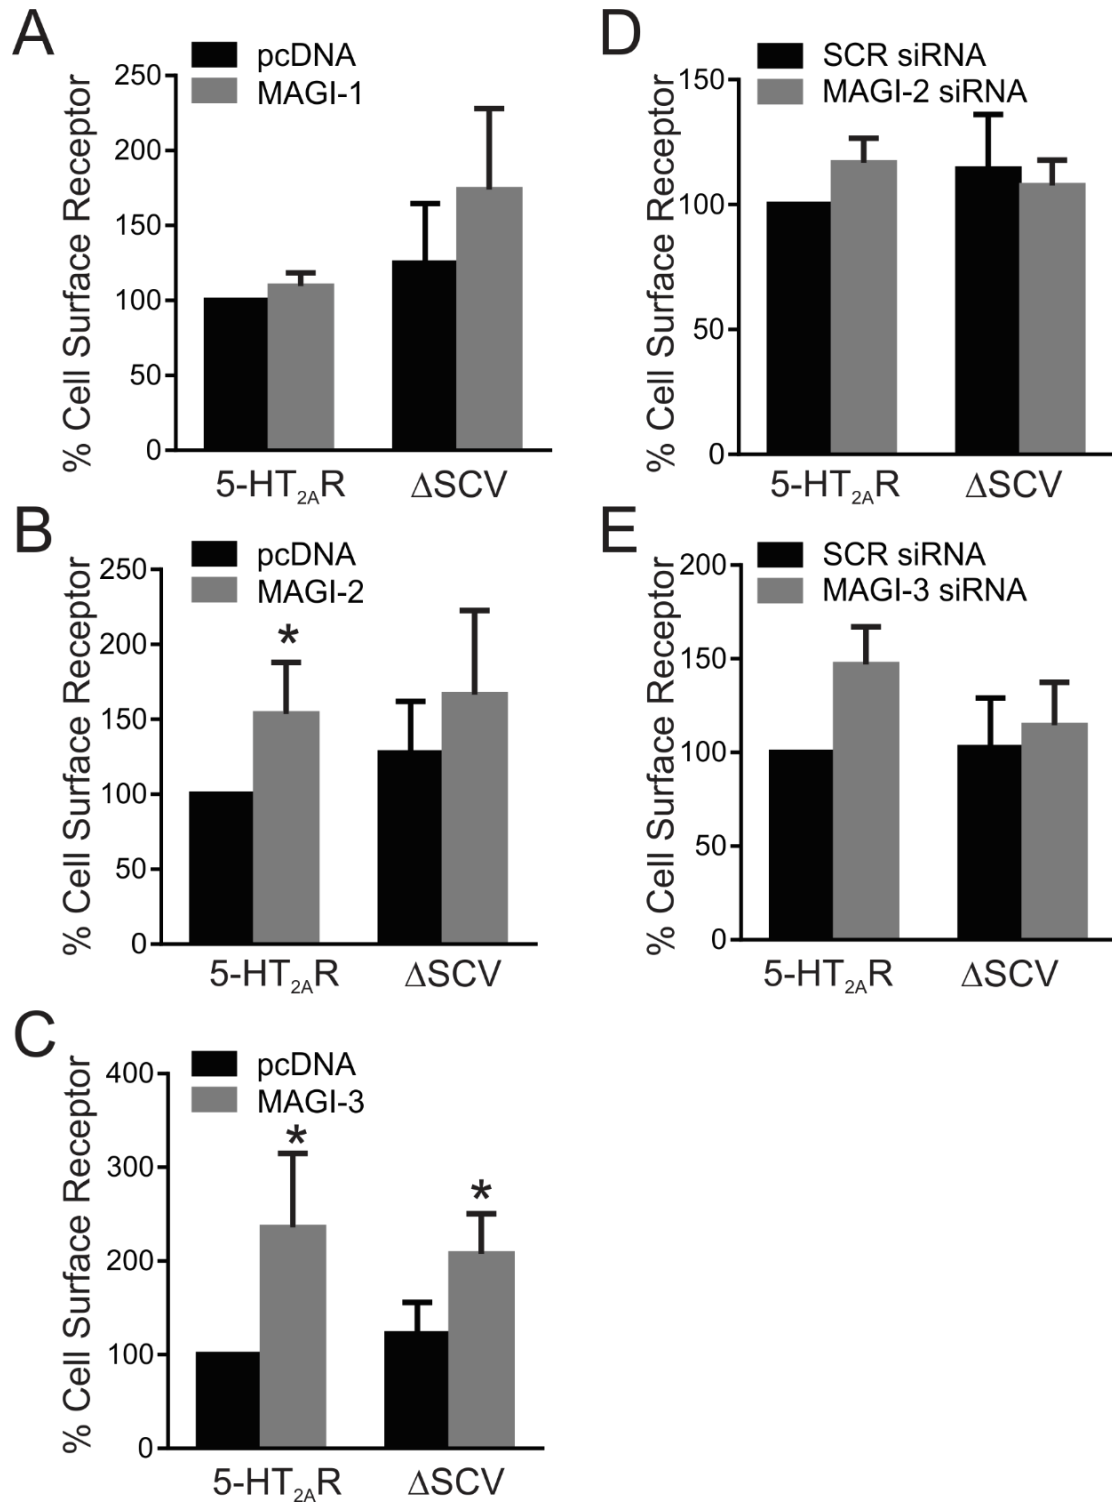 A
pcDNA
MAGI-1
% Cell Surface Receptor
250
200
150
100
50
0
5-HT2AR ΔSCV
B
pcDNA
MAGI-2
% Cell Surface Receptor
250
200
150
100
50
0
*
5-HT2AR ΔSCV
C
pcDNA
MAGI-3
% Cell Surface Receptor
400
300
200
100
0
*
*
5-HT2AR ΔSCV
D
SCR siRNA
MAGI-2 siRNA
% Cell Surface Receptor
150
100
50
0
5-HT2AR ΔSCV
E
SCR siRNA
MAGI-3 siRNA
% Cell Surface Receptor
200
150
100
50
0
5-HT2AR ΔSCV